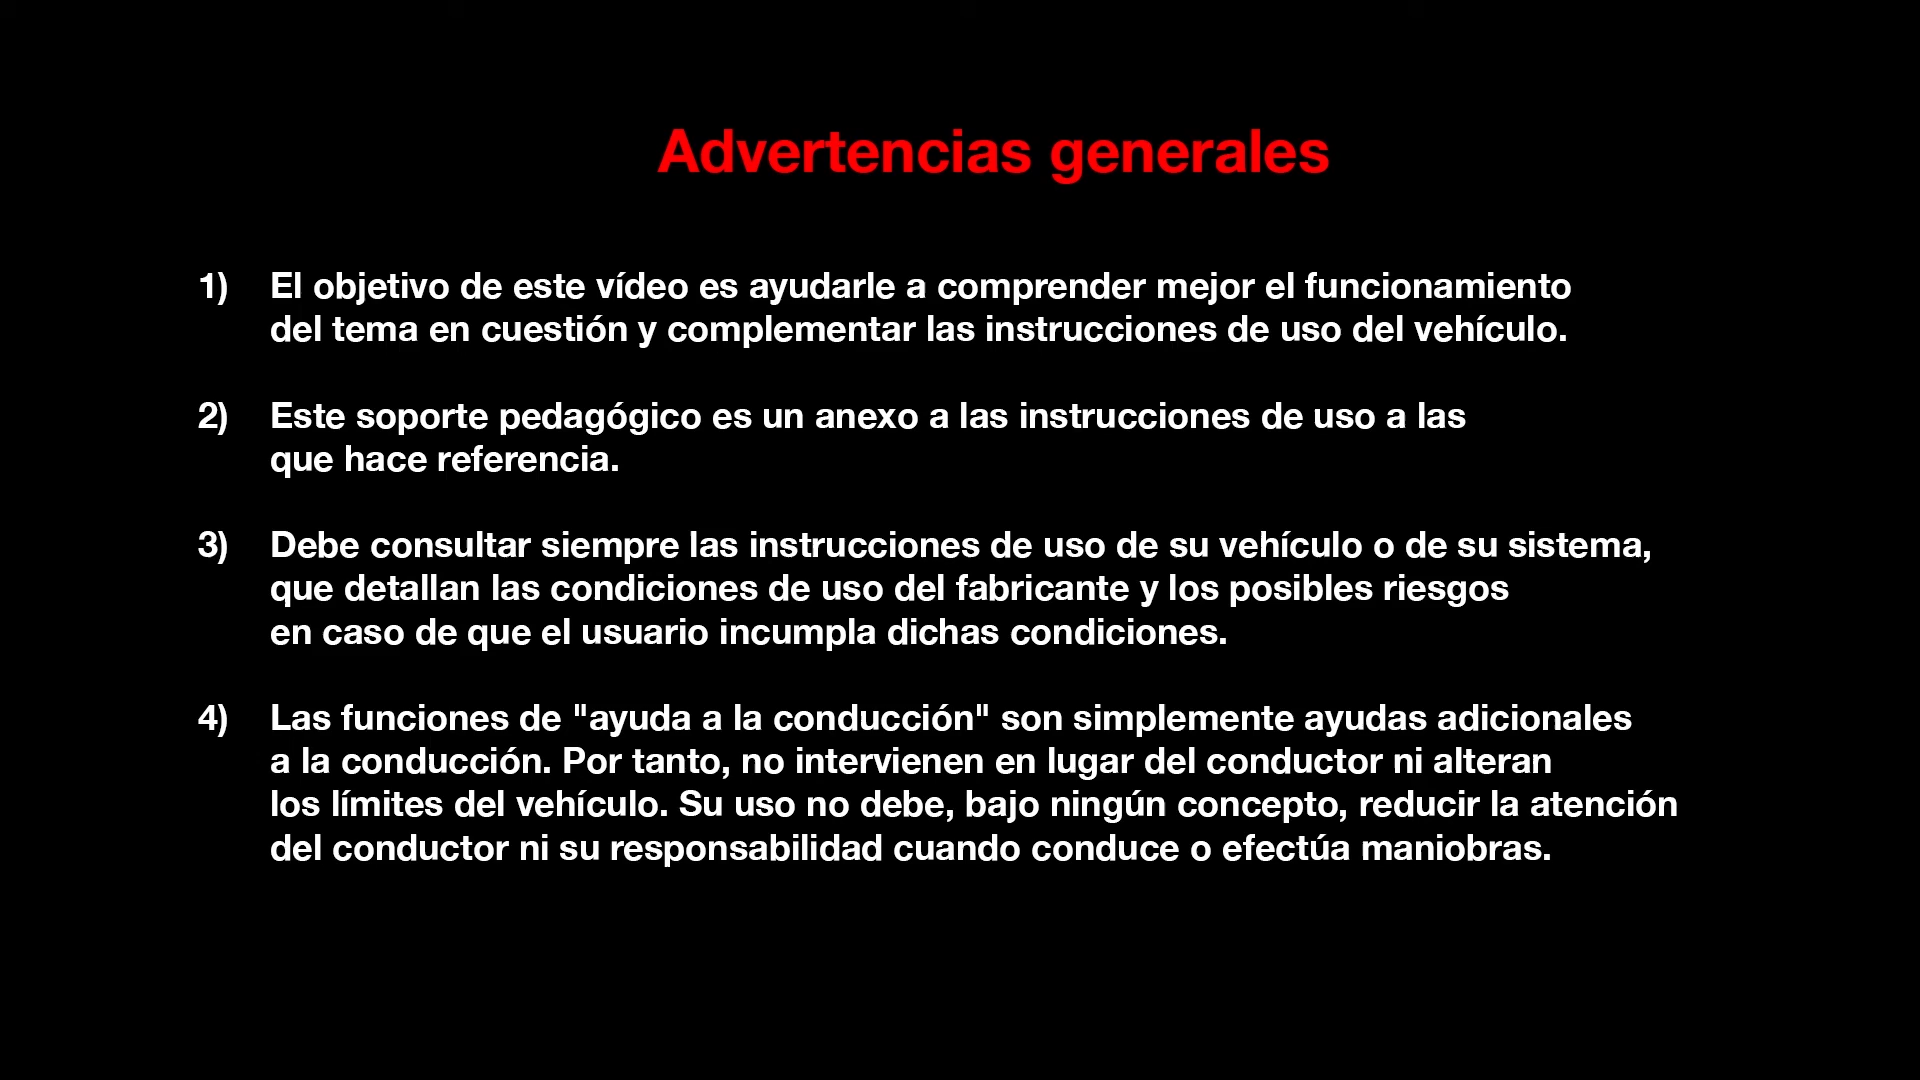 Advertencias generales
1) El objetivo de este vídeo es ayudarle a comprender mejor el funcionamiento
del tema en cuestión y complementar las instrucciones de uso del vehículo.
2) Este soporte pedagógico es un anexo a las instrucciones de uso a las
que hace referencia.
3) Debe consultar siempre las instrucciones de uso de su vehículo o de su sistema,
que detallan las condiciones de uso del fabricante y los posibles riesgos
en caso de que el usuario incumpla dichas condiciones.
4) Las funciones de "ayuda a la conducción" son simplemente ayudas adicionales
a la conducción. Por tanto, no intervienen en lugar del conductor ni alteran
los límites del vehículo. Su uso no debe, bajo ningún concepto, reducir la atención
del conductor ni su responsabilidad cuando conduce o efectúa maniobras.